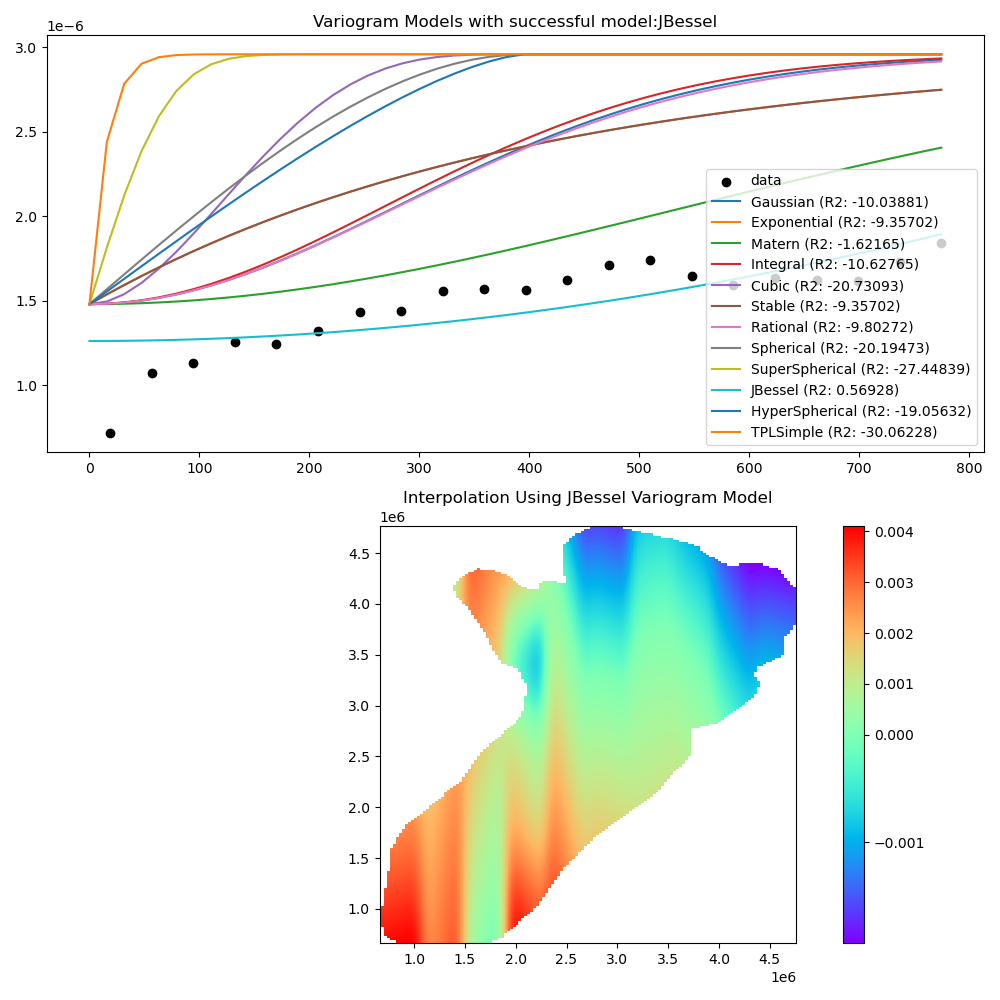 Variogram Models with successful model:JBessel
1e−6
3.0
2.5
2.0
1.5
1.0
0 100 200 300 400 500 600 700 800
data
Gaussian (R2: -10.03881)
Exponential (R2: -9.35702)
Matern (R2: -1.62165)
Integral (R2: -10.62765)
Cubic (R2: -20.73093)
Stable (R2: -9.35702)
Rational (R2: -9.80272)
Spherical (R2: -20.19473)
SuperSpherical (R2: -27.44839)
JBessel (R2: 0.56928)
HyperSpherical (R2: -19.05632)
TPLSimple (R2: -30.06228)
Interpolation Using JBessel Variogram Model
1e6
4.5
4.0
3.5
3.0
2.5
2.0
1.5
1.0
1.0 1.5 2.0 2.5 3.0 3.5 4.0 4.5
1e6
0.004
0.003
0.002
0.001
0.000
−0.001